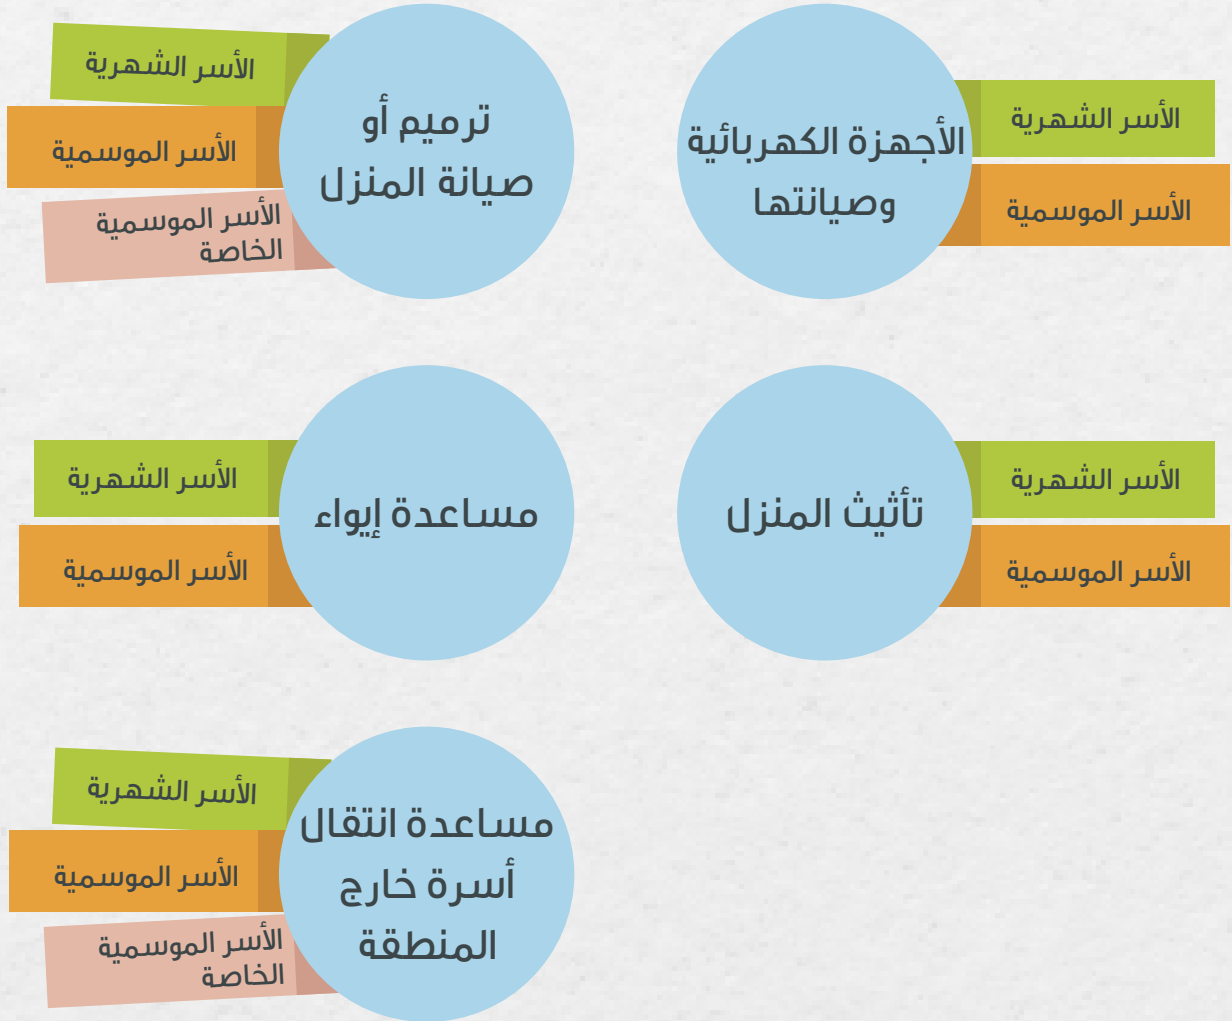 الأجهزة الكهربائية
وصيانتها
الأسر الشهرية
الأسر الموسمية
ترميم أو
صيانة المنزل
الأسر الشهرية
الأسر الموسمية
الأسر الموسمية
الخاصة
تأثيث المنزل
الأسر الشهرية
الأسر الموسمية
مساعدة إيواء
الأسر الشهرية
الأسر الموسمية
مساعدة انتقال
أسرة خارج
المنطقة
الأسر الشهرية
الأسر الموسمية
الأسر الموسمية
الخاصة